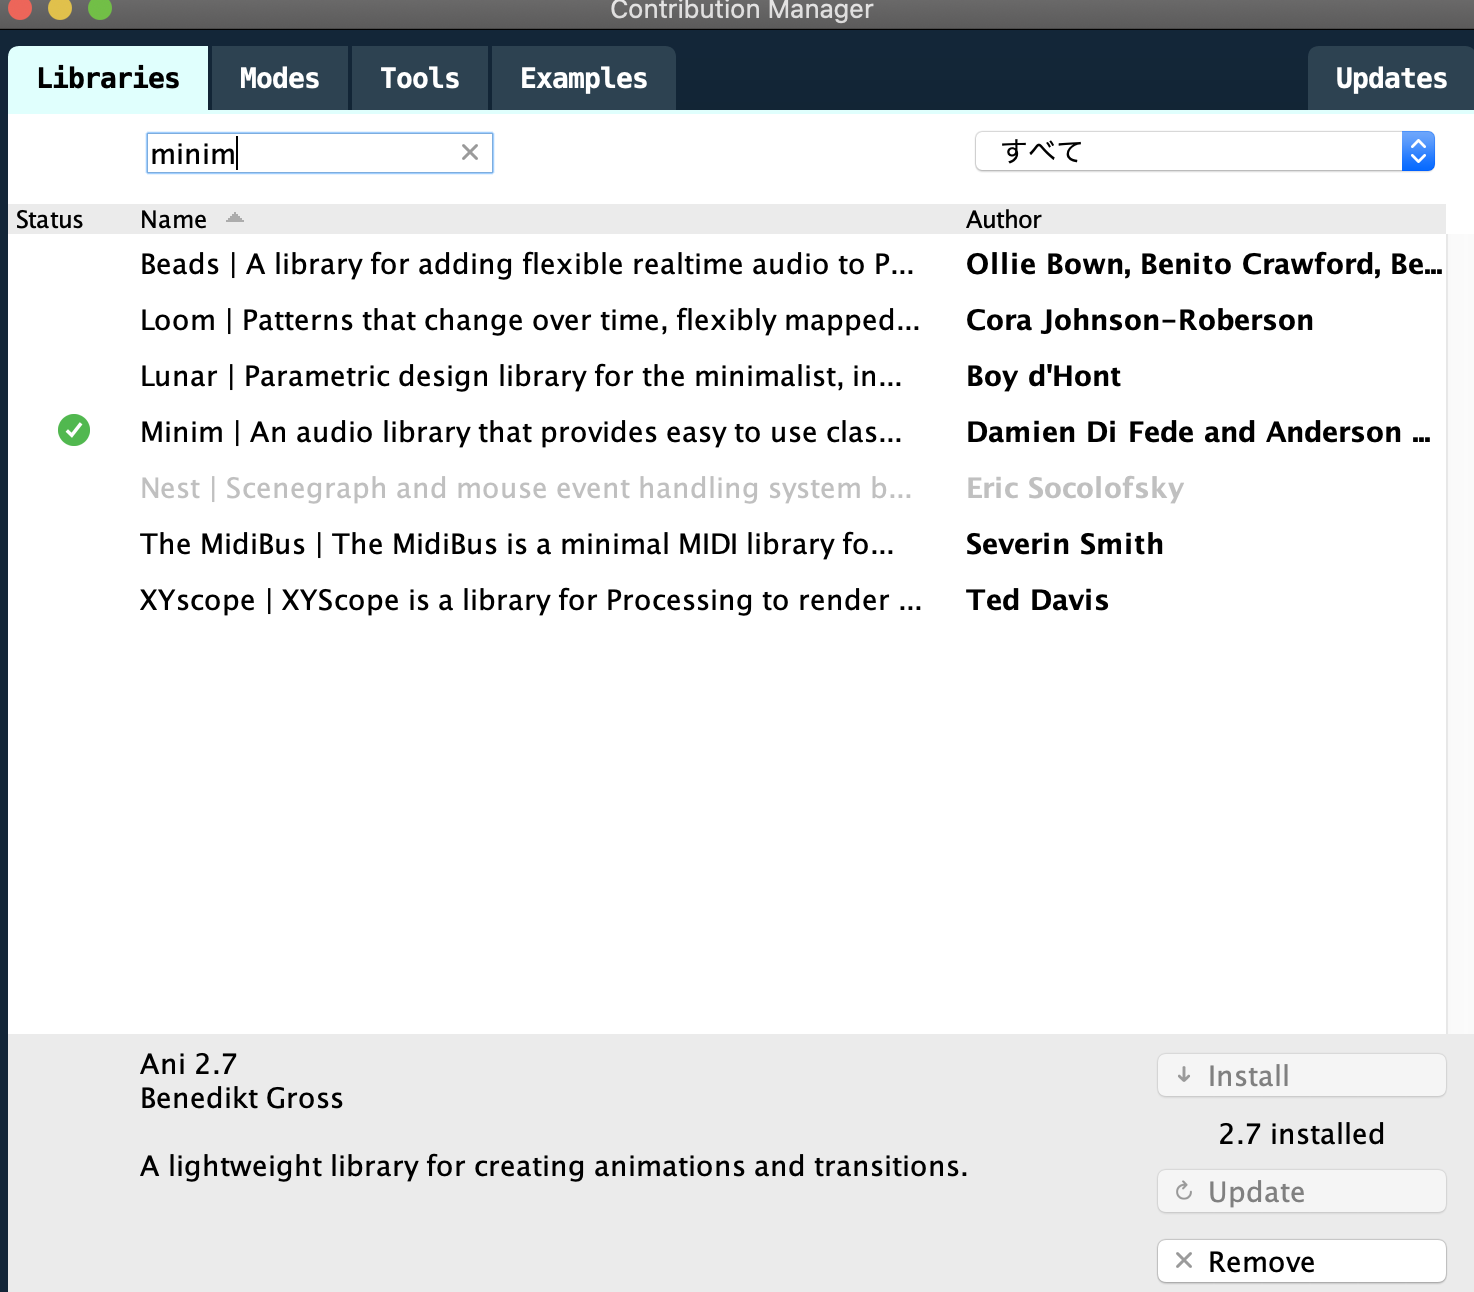 Contribution Manager
Libraries Modes Tools Examples Updates
minim すべて
Status Name Author
Beads | A library for adding flexible realtime audio to P... Ollie Bown, Benito Crawford, Be...
Loom | Patterns that change over time, flexibly mapped... Cora Johnson-Roberson
Lunar | Parametric design library for the minimalist, in... Boy d'Hont
Minim | An audio library that provides easy to use clas... Damien Di Fede and Anderson ...
Nest | Scenegraph and mouse event handling system b... Eric Socolofsky
The MidiBus | The MidiBus is a minimal MIDI library fo... Severin Smith
XYscope | XYScope is a library for Processing to render ... Ted Davis
Ani 2.7
Benedikt Gross
A lightweight library for creating animations and transitions.
Install
2.7 installed
Update
Remove